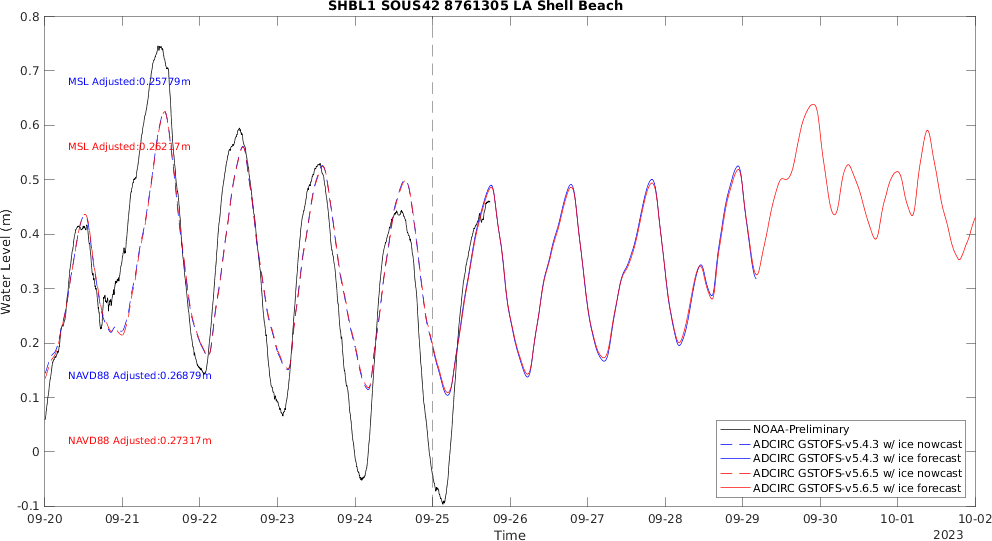 SHBL1 SOUS42 8761305 LA Shell Beach
0.8
0.7
0.6
0.5
0.4
0.3
0.2
0.1
0
-0.1
Water Level (m)
MSL Adjusted:0.25779m
MSL Adjusted:0.26217m
NAVD88 Adjusted:0.26879m
NAVD88 Adjusted:0.27317m
NOAA-Preliminary
ADCIRC GSTOFS-v5.4.3 w/ ice nowcast
ADCIRC GSTOFS-v5.4.3 w/ ice forecast
ADCIRC GSTOFS-v5.6.5 w/ ice nowcast
ADCIRC GSTOFS-v5.6.5 w/ ice forecast
09-20 09-21 09-22 09-23 09-24 09-25 09-26 09-27 09-28 09-29 09-30 10-01 10-02
Time
2023